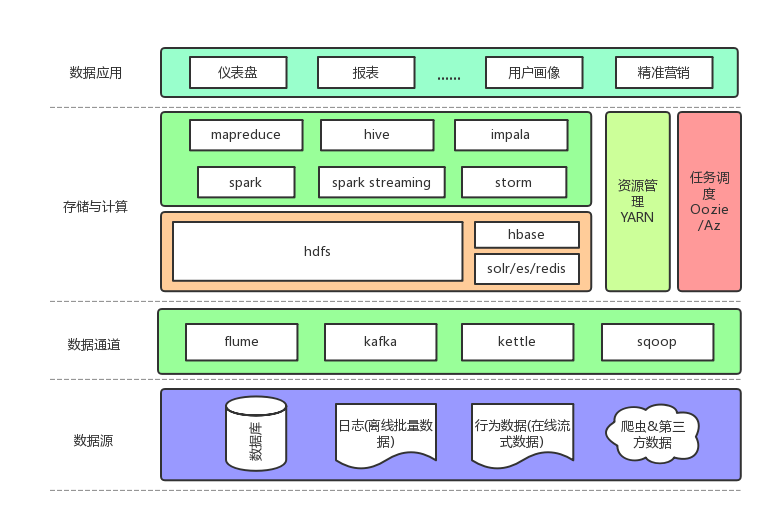 数据应用
仪表盘
报表
......
用户画像
精准营销
存储与计算
mapreduce
hive
impala
spark
spark streaming
storm
hdfs
hbase
solr/es/redis
资源管
理
YARN
任务调
度
Oozie
/Az
数据通道
flume
kafka
kettle
sqoop
数据源
数据库
日志(离线批量数
据)
行为数据(在线流
式数据)
爬虫&第三
方数据